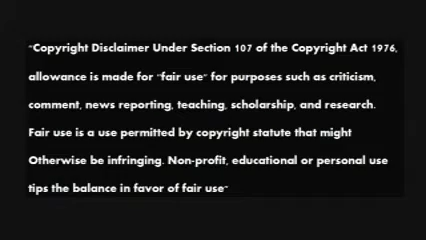 "Copyright Disclaimer Under Section 107 of the Copyright Act 1976,
allowance is made for "fair use" for purposes such as criticism,
comment, news reporting, teaching, scholarship, and research.
Fair use is a use permitted by copyright statute that might
Otherwise be infringing. Non-profit, educational or personal use
tips the balance in favor of fair use"